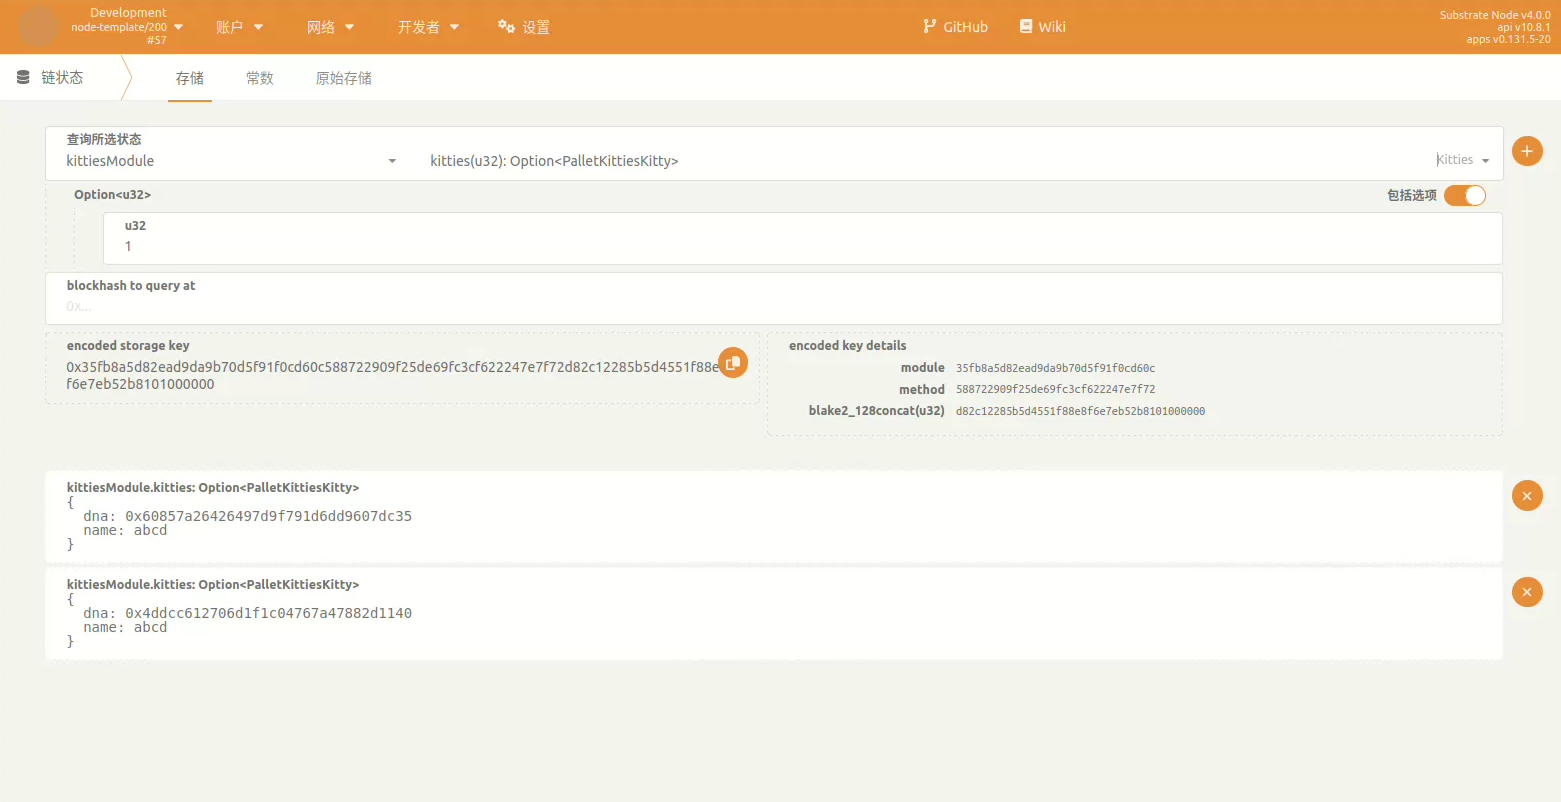 Development
node-template/200
#57
账户
网络
开发者
设置
GitHub
Wiki
Substrate Node v4.0.0
api v10.8.1
apps v0.131.5-20
链状态
存储
常数
原始存储
查询所选状态
kittiesModule
kitties(u32): Option<PalletKittiesKitty>
Kitties
Option<u32>
包括选项
u32
1
blockhash to query at
0x...
encoded storage key
0x35fb8a5d82ead9da9b70d5f91f0cd60c588722909f25de69fc3cf622247e7f72d82c12285b5d4551f88e
f6e7eb52b8101000000
encoded key details
module 35fb8a5d82ead9da9b70d5f91f0cd60c
method 588722909f25de69fc3cf622247e7f72
blake2_128concat(u32) d82c12285b5d4551f88e8f6e7eb52b8101000000
kittiesModule.kitties: Option<PalletKittiesKitty>
{
dna: 0x60857a26426497d9f791d6dd9607dc35
name: abcd
}
kittiesModule.kitties: Option<PalletKittiesKitty>
{
dna: 0x4ddcc612706d1f1c04767a47882d1140
name: abcd
}